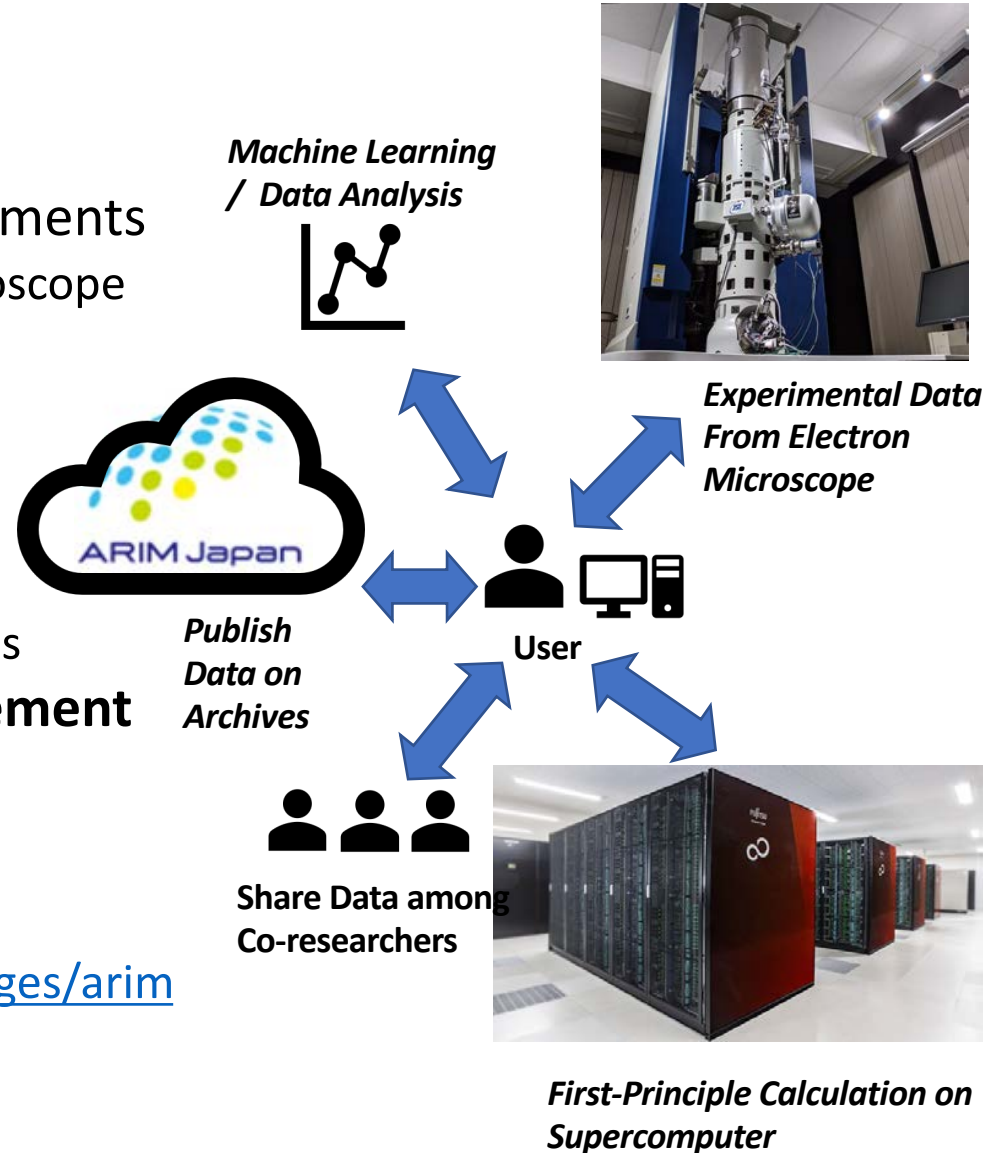 Machine Learning
/ Data Analysis
ments
oscope
Experimental Data
From Electron
Microscope
ARIM Japan
s
ement
Publish
Data on
Archives
User
Share Data among
Co-researchers
ges/arim
FUJITSU
First-Principle Calculation on
Supercomputer